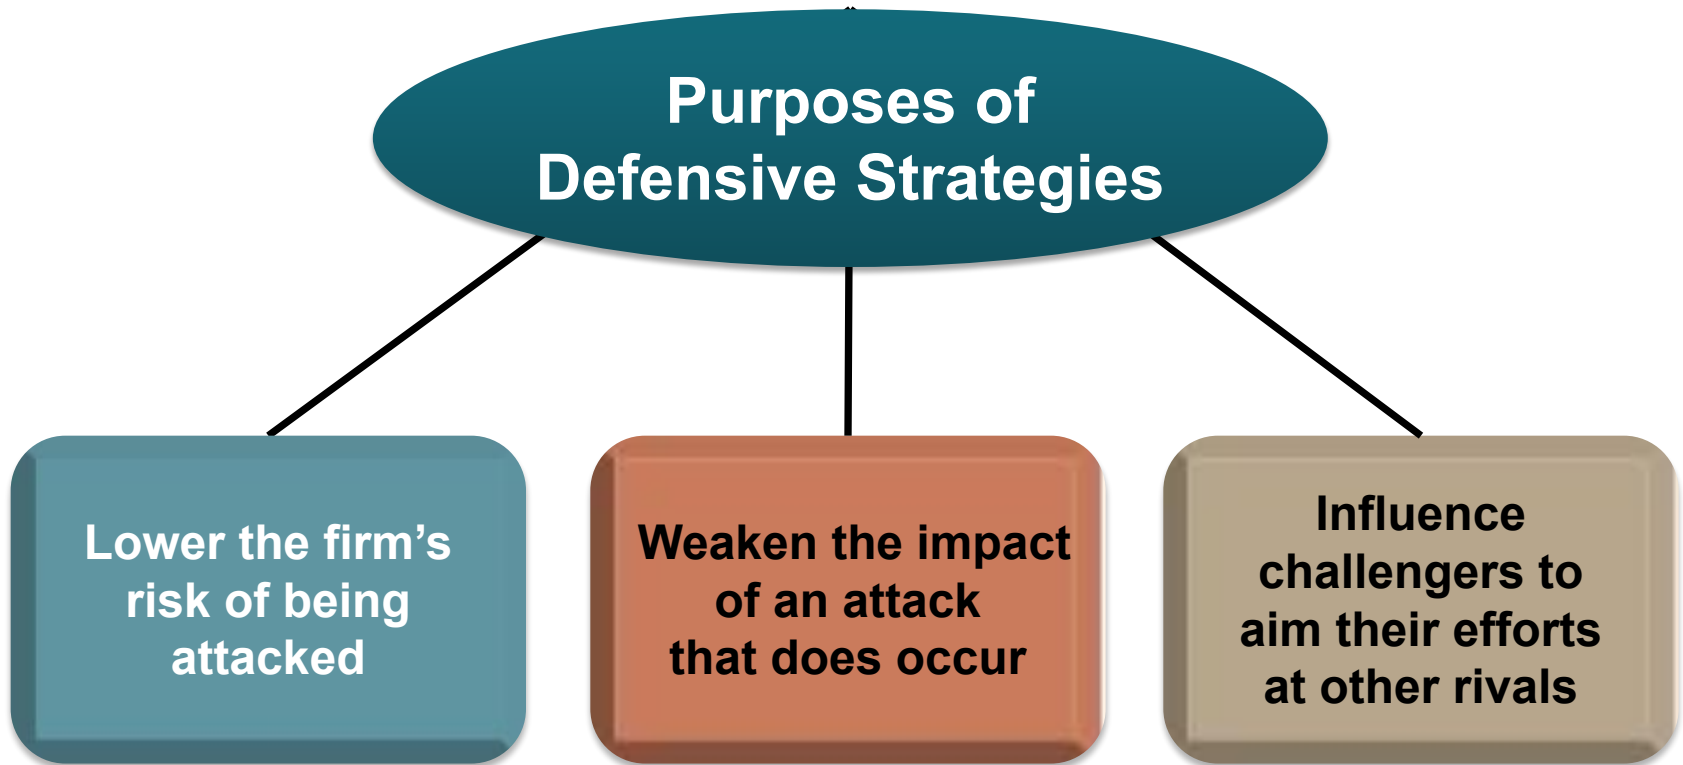 Purposes of
Defensive Strategies
Lower the firm’s
risk of being
attacked
Weaken the impact
of an attack
that does occur
Influence
challengers to
aim their efforts
at other rivals